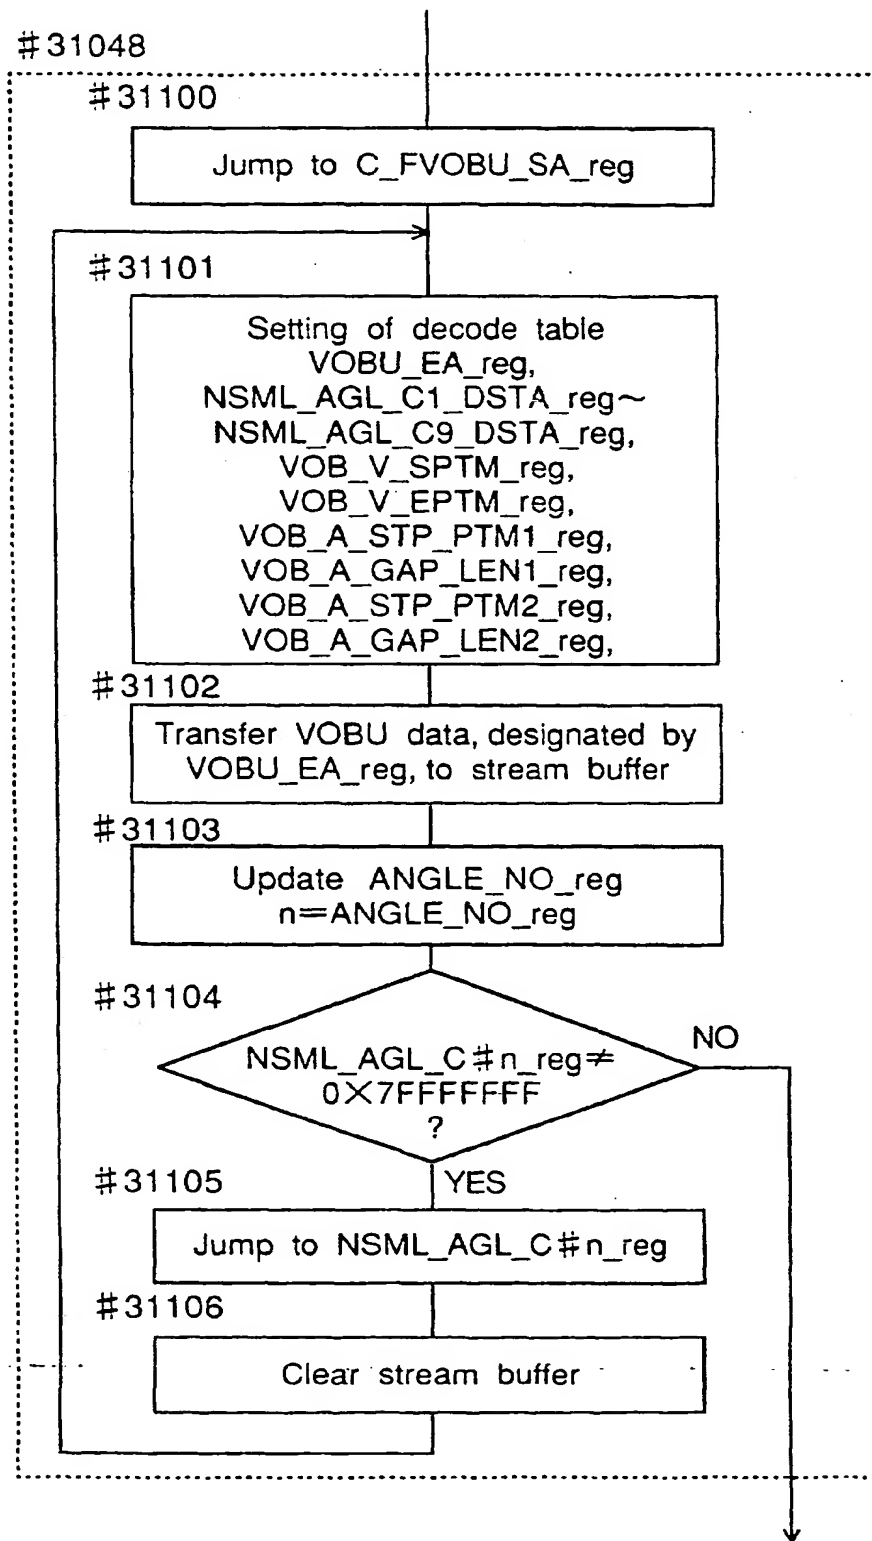 #31048
#31100
Jump to C_FVOBU_SA_reg
#31101
Setting of decode table
VOBU_EA_reg,
NSML_AGL_C1_DSTA_reg~
NSML_AGL_C9_DSTA_reg,
VOB_V_SPTM_reg,
VOB_V_EPTM_reg,
VOB_A_STP_PTM1_reg,
VOB_A_GAP_LEN1_reg,
VOB_A_STP_PTM2_reg,
VOB_A_GAP_LEN2_reg,
#31102
Transfer VOBU data, designated by
VOBU_EA_reg, to stream buffer
#31103
Update ANGLE_NO_reg
n=ANGLE_NO_reg
#31104
NSML_AGL_C#n_reg≠
0X7FFFFFFF
?
NO
YES
#31105
Jump to NSML_AGL_C#n_reg
#31106
Clear stream buffer